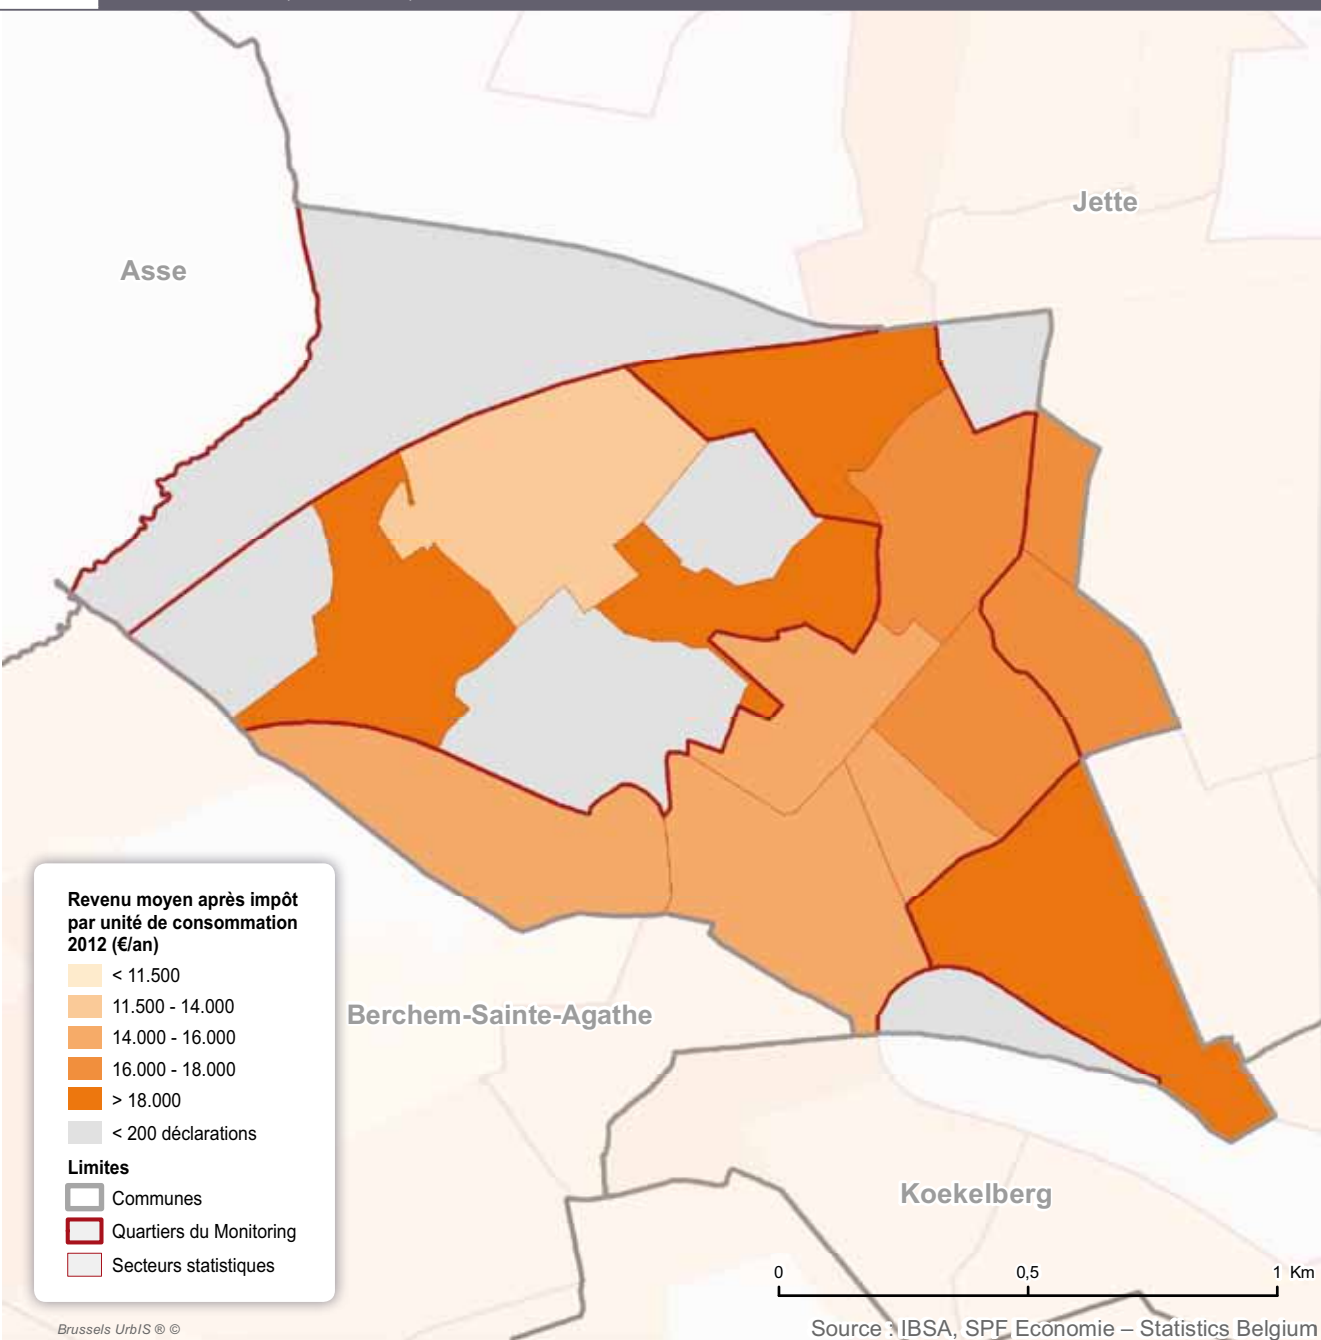 Jette
Asse
Revenu moyen après impôt
par unité de consommation
2012 (€/an)
< 11.500
11.500 - 14.000
14.000 - 16.000
16.000 - 18.000
> 18.000
< 200 déclarations
Limites
Communes
Quartiers du Monitoring
Secteurs statistiques
Berchem-Sainte-Agathe
Koekelberg
0 0,5 1 Km
Brussels UrbIS ® ©
Source : IBSA, SPF Economie – Statistics Belgium